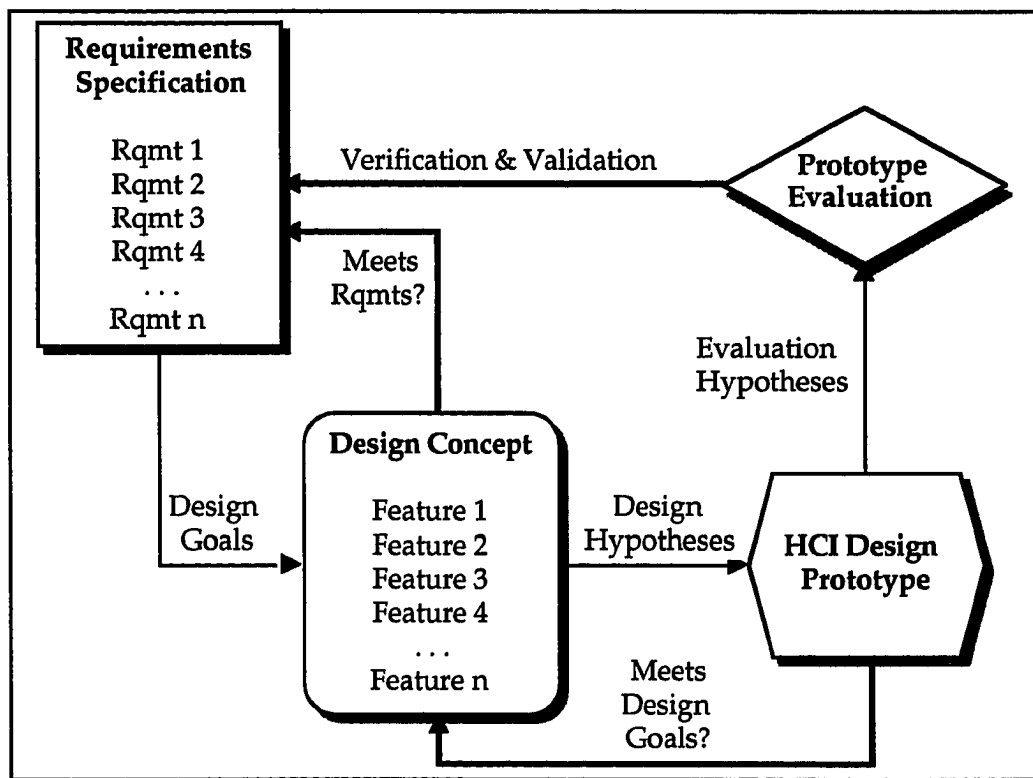 Requirements
Specification
Rqmt 1
Rqmt 2
Rqmt 3
Rqmt 4
. . .
Rqmt n
Verification & Validation
Prototype
Evaluation
Meets
Rqmts?
Evaluation
Hypotheses
Design
Goals
Design Concept
Feature 1
Feature 2
Feature 3
Feature 4
. . .
Feature n
Design
Hypotheses
HCI Design
Prototype
Meets
Design
Goals?